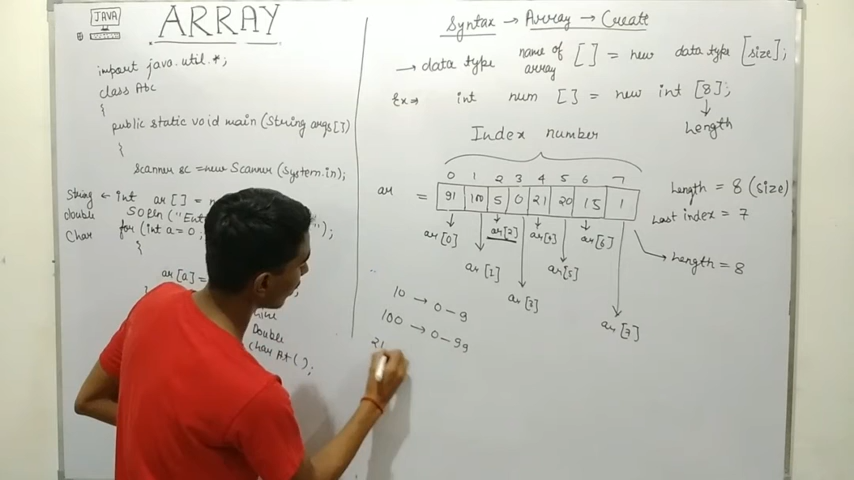 JAVA
ARRAY
import java.util.*;
class Abc
{
public static void main (String args[])
{
Scanner sc = new Scanner (System.in);
String ← int ar [] = n
double SOPln ("Ent ");
Char for (int a=0;
{
ar[a] =
Double
char At ();
Syntax → Array → Create
→ data type name of array [] = new data type [size];
Ex ⇒ int num [] = new int [8];
Length
Index number
0 1 2 3 4 5 6 7
ar = 91 100 5 0 21 20 15 1
ar[0] ar[2] ar[4] ar[6]
ar[1] ar[5]
ar[3]
ar[7]
Length = 8 (size)
Last index = 7
→ Length = 8
10 → 0-9
100 → 0-99
21